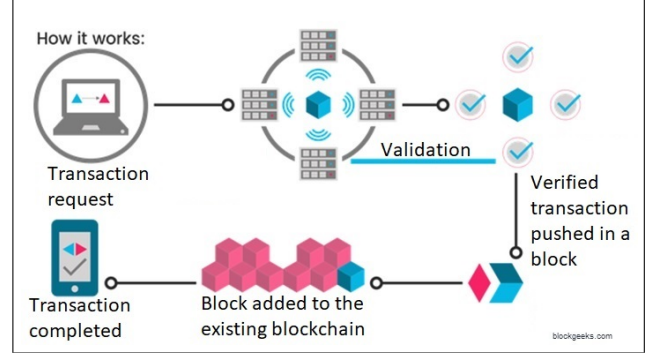 How it works:
Transaction
request
Validation
Verified
transaction
pushed in a
block
Transaction
completed
Block added to the
existing blockchain
blockgeeks.com